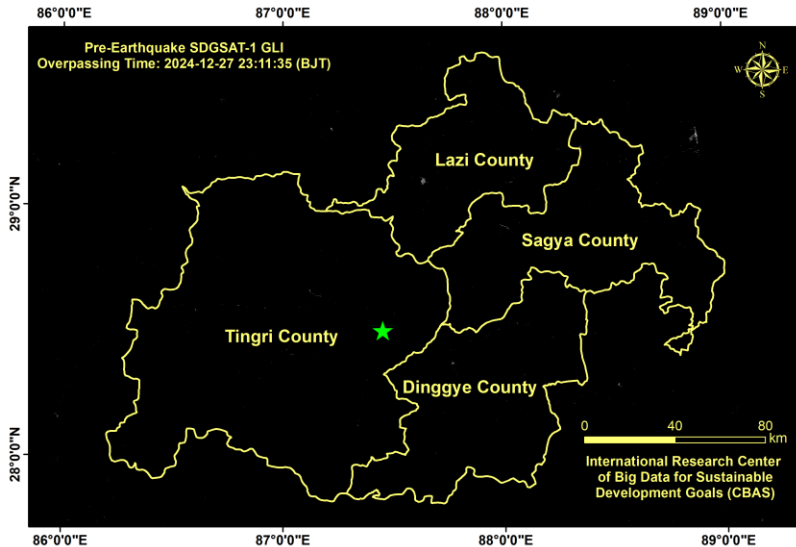 86°0'0"E
87°0'0"E
88°0'0"E
89°0'0"E
Pre-Earthquake SDGSAT-1 GLI
Overpassing Time: 2024-12-27 23:11:35 (BJT)
N
W
E
S
Lazi County
29°0'0"N
Sagya County
Tingri County
Dinggye County
0
40
80
km
28°0'0"N
International Research Center
of Big Data for Sustainable
Development Goals (CBAS)
86°0'0"E
87°0'0"E
88°0'0"E
89°0'0"E